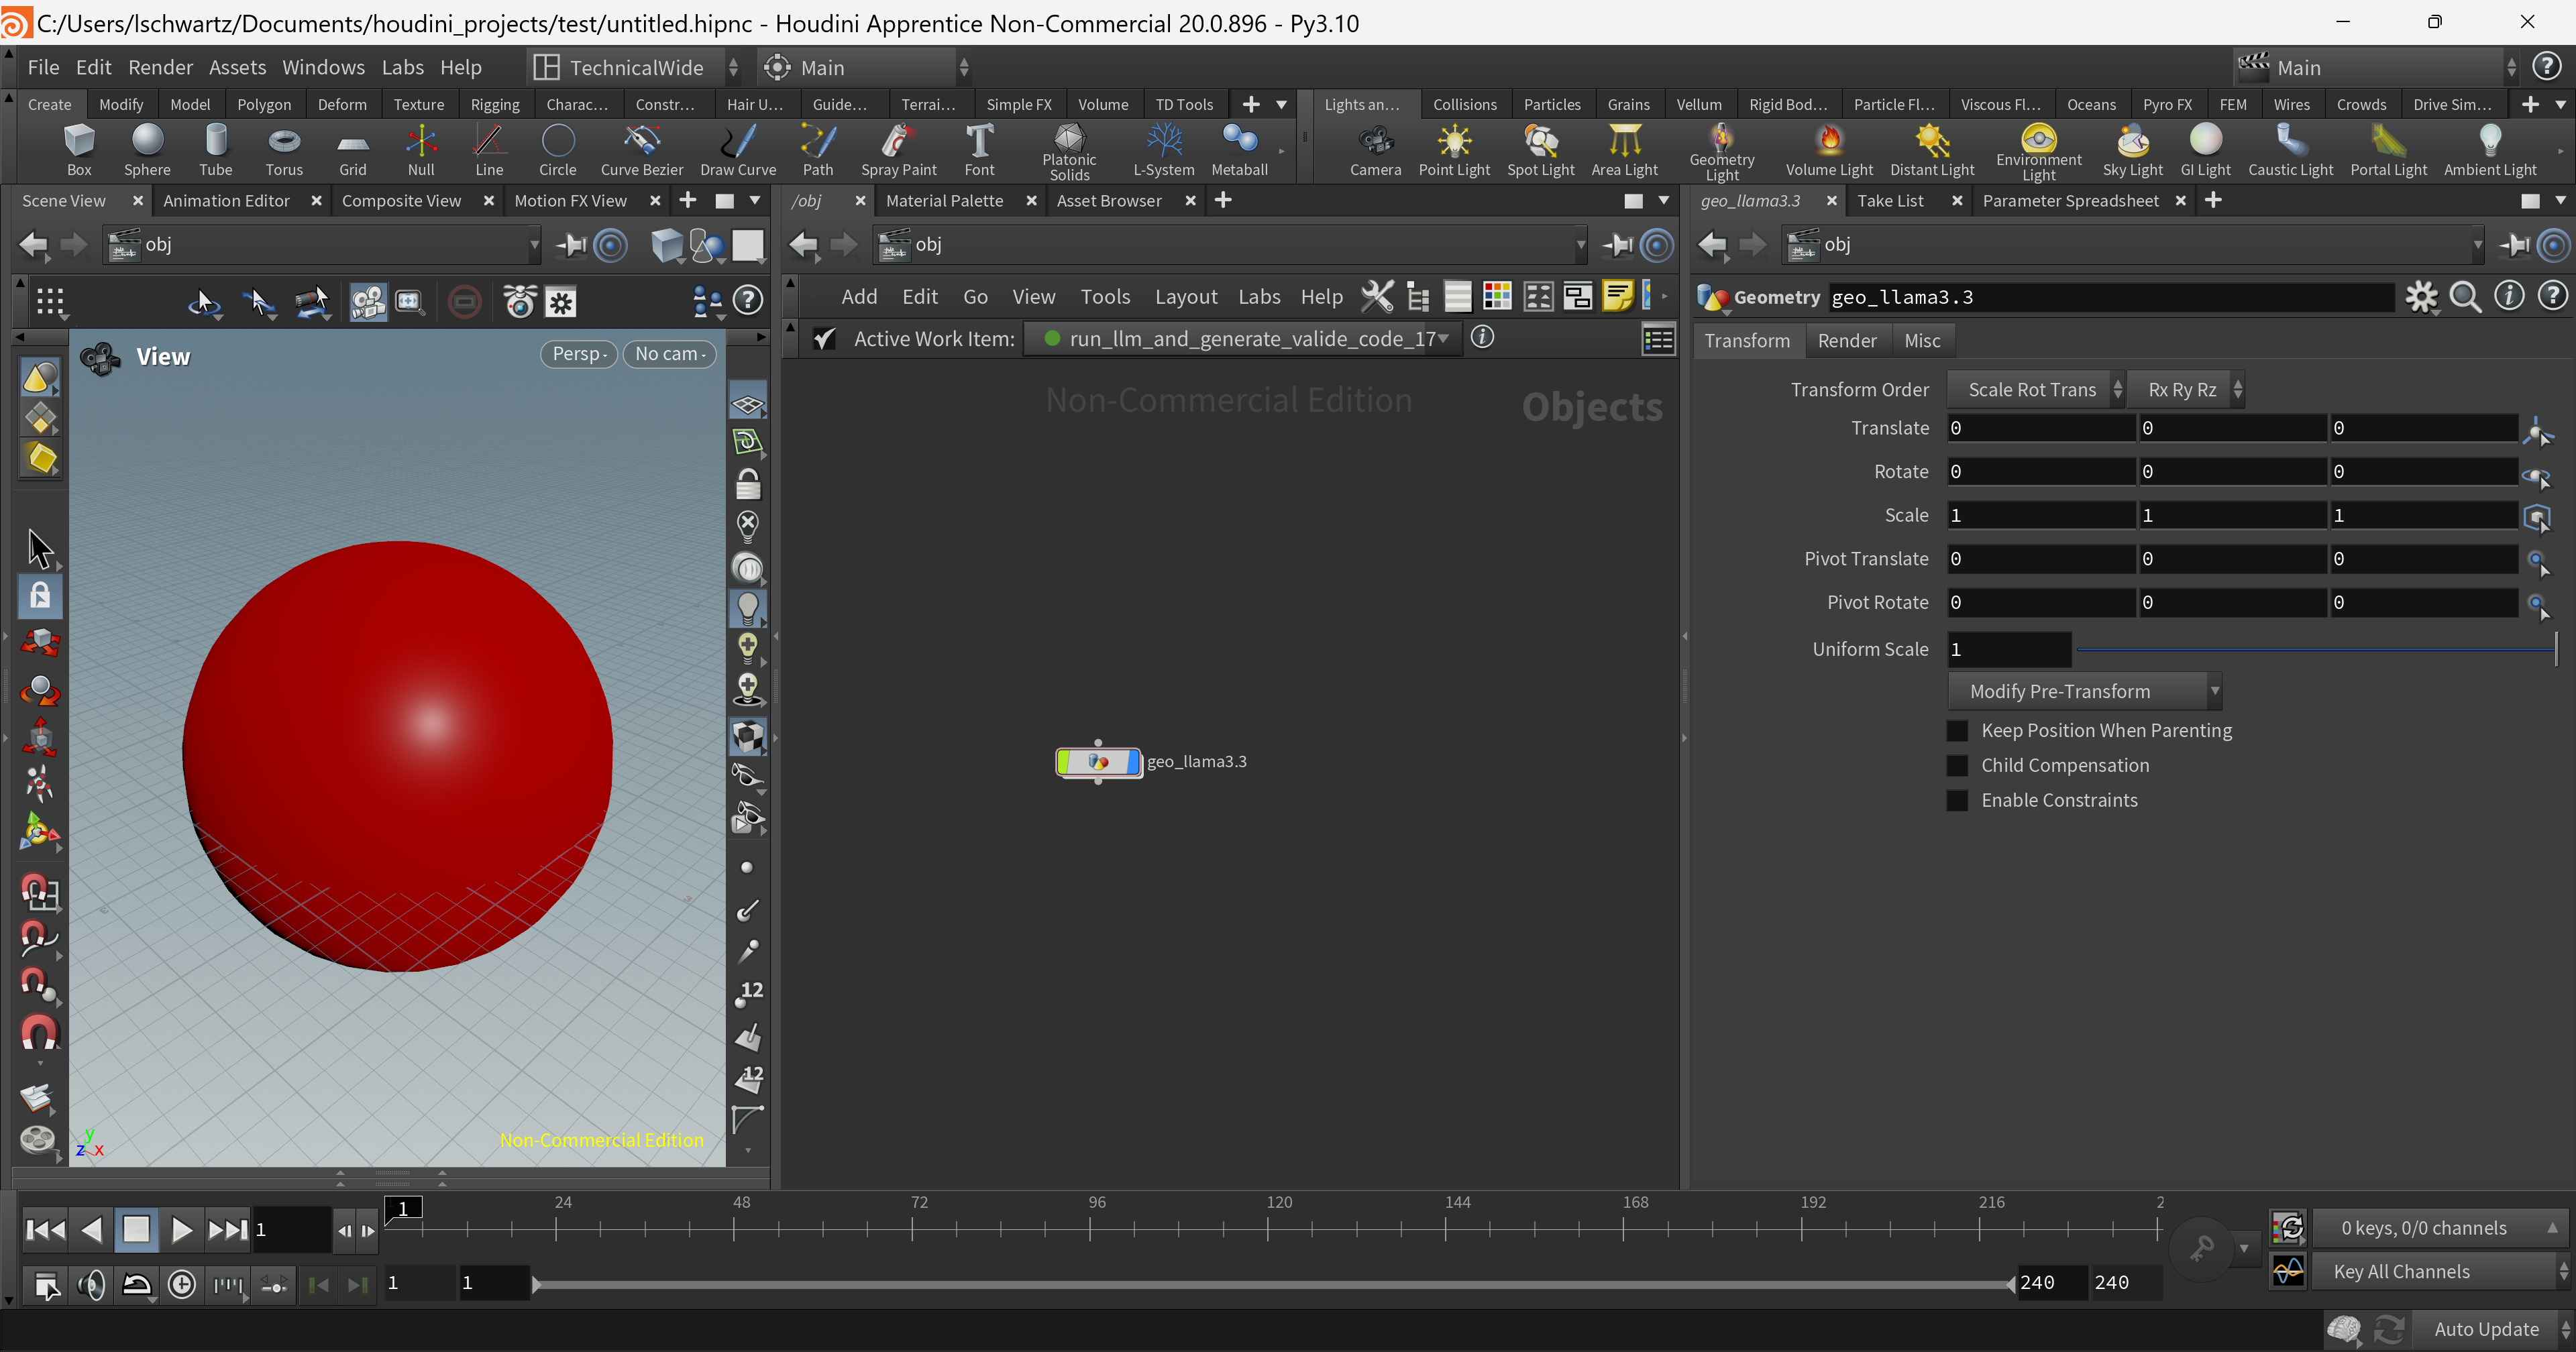 C:/Users/lschwartz/Documents/houdini_projects/test/untitled.hipnc - Houdini Apprentice Non-Commercial 20.0.896 - Py3.10
File Edit Render Assets Windows Labs Help TechnicalWide Main Main
Create Modify Model Polygon Deform Texture Rigging Charac... Constr... Hair U... Guide... Terrai... Simple FX Volume TD Tools Lights an... Collisions Particles Grains Vellum Rigid Bod... Particle Fl... Viscous Fl... Oceans Pyro FX FEM Wires Crowds Drive Sim...
Box Sphere Tube Torus Grid Null Line Circle Curve Bezier Draw Curve Path Spray Paint Font Platonic Solids L-System Metaball Camera Point Light Spot Light Area Light Geometry Light Volume Light Distant Light Environment Light Sky Light GI Light Caustic Light Portal Light Ambient Light
Scene View Animation Editor Composite View Motion FX View /obj Material Palette Asset Browser geo_llama3.3 Take List Parameter Spreadsheet
obj obj obj
Add Edit Go View Tools Layout Labs Help Geometry geo_llama3.3
Active Work Item: run_llm_and_generate_valide_code_17
Transform Render Misc
View Persp No cam
Non-Commercial Edition Objects
Transform Order Scale Rot Trans Rx Ry Rz
Translate 0 0 0
Rotate 0 0 0
Scale 1 1 1
Pivot Translate 0 0 0
Pivot Rotate 0 0 0
Uniform Scale 1
Modify Pre-Transform
Keep Position When Parenting
geo_llama3.3
Child Compensation
Enable Constraints
12
12
y
z x
Non-Commercial Edition
1 24 48 72 96 120 144 168 192 216 2
1 0 keys, 0/0 channels
1 1 240 240 Key All Channels
Auto Update